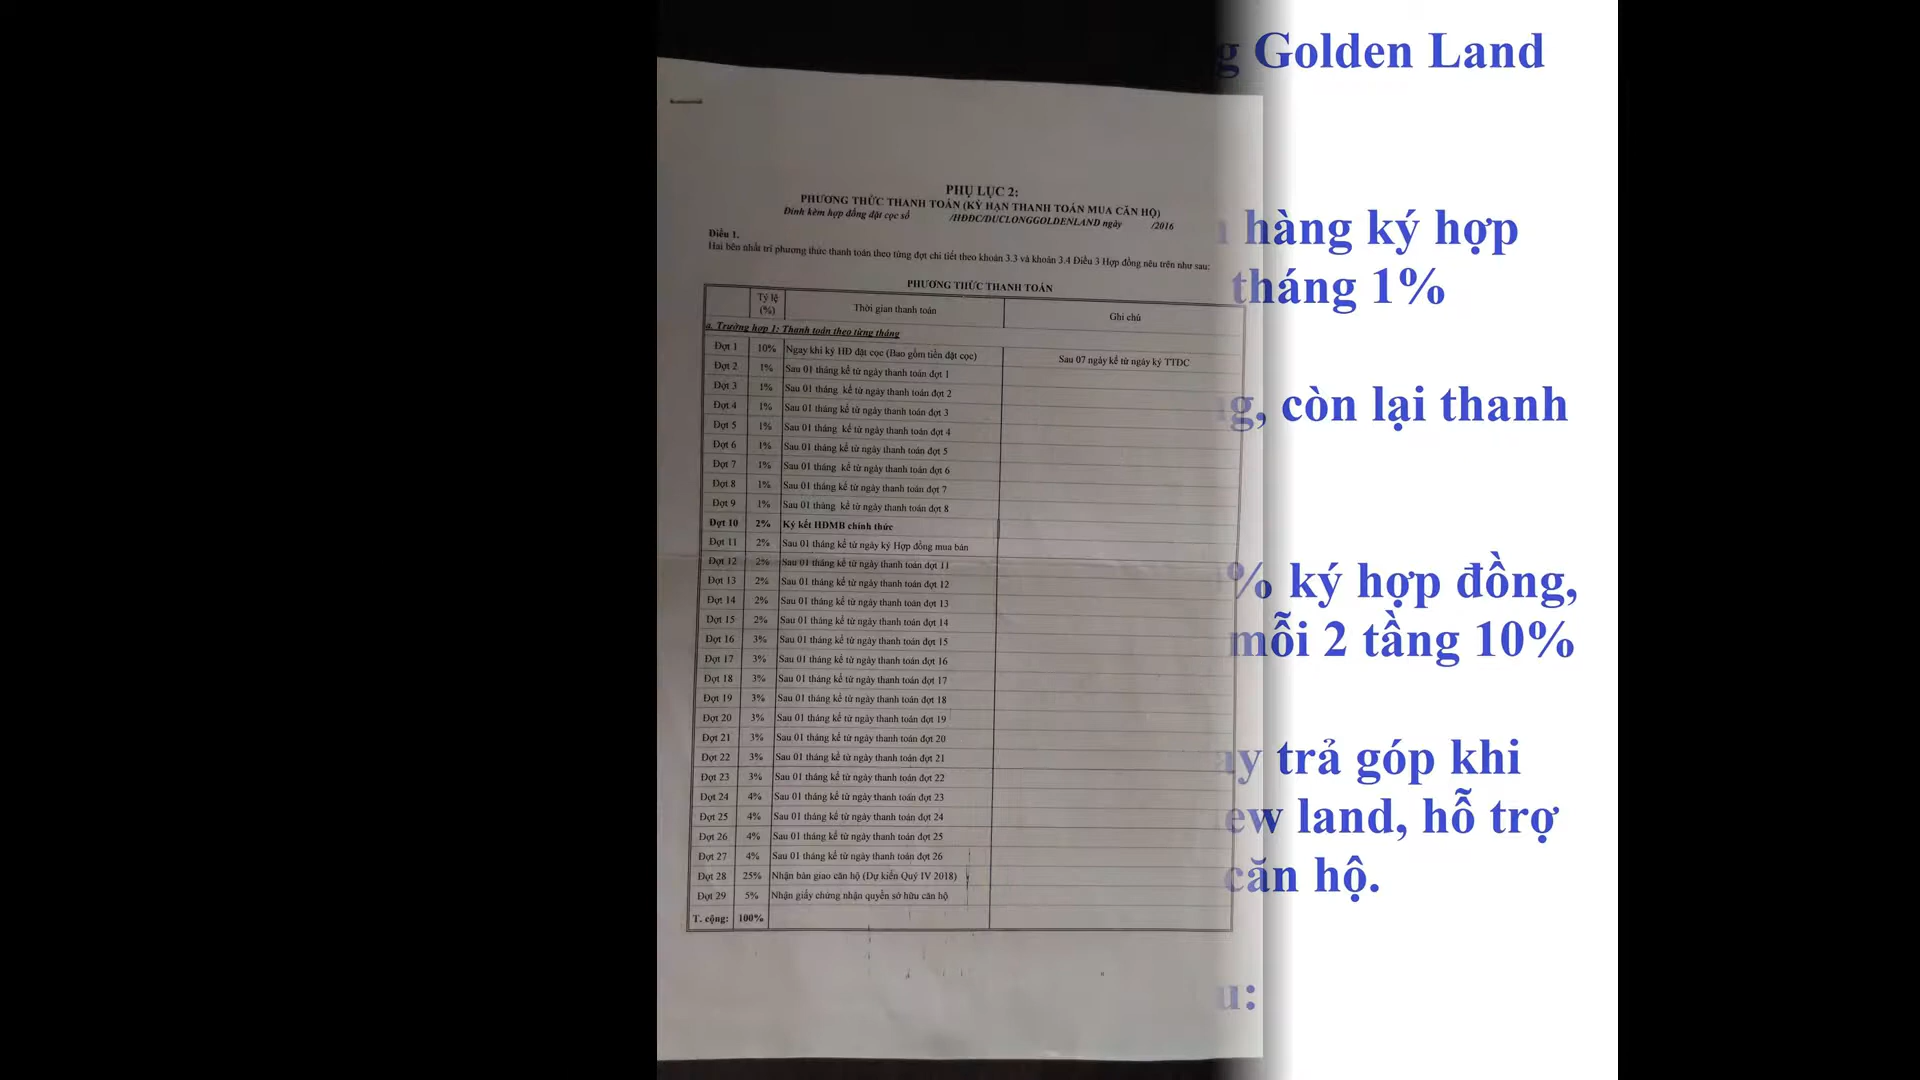 PHỤ LỤC 2:
PHƯƠNG THỨC THANH TOÁN (KỲ HẠN THANH TOÁN MUA CĂN HỘ)
Đính kèm hợp đồng đặt cọc số /HĐĐC/DUCLONGGOLDENLAND ngày /2016
Điều 1.
Hai bên nhất trí phương thức thanh toán theo từng đợt chi tiết theo khoản 3.3 và khoản 3.4 Điều 3 Hợp đồng nêu trên như sau:
PHƯƠNG THỨC THANH TOÁN
Tỷ lệ (%) Thời gian thanh toán Ghi chú
a. Trường hợp 1: Thanh toán theo từng tháng
Đợt 1 10% Ngay khi ký HĐ đặt cọc (Bao gồm tiền đặt cọc) Sau 07 ngày kể từ ngày ký TTĐC
Đợt 2 1% Sau 01 tháng kể từ ngày thanh toán đợt 1
Đợt 3 1% Sau 01 tháng kể từ ngày thanh toán đợt 2
Đợt 4 1% Sau 01 tháng kể từ ngày thanh toán đợt 3
Đợt 5 1% Sau 01 tháng kể từ ngày thanh toán đợt 4
Đợt 6 1% Sau 01 tháng kể từ ngày thanh toán đợt 5
Đợt 7 1% Sau 01 tháng kể từ ngày thanh toán đợt 6
Đợt 8 1% Sau 01 tháng kể từ ngày thanh toán đợt 7
Đợt 9 1% Sau 01 tháng kể từ ngày thanh toán đợt 8
Đợt 10 2% Ký kết HĐMB chính thức
Đợt 11 2% Sau 01 tháng kể từ ngày ký Hợp đồng mua bán
Đợt 12 2% Sau 01 tháng kể từ ngày thanh toán đợt 11
Đợt 13 2% Sau 01 tháng kể từ ngày thanh toán đợt 12
Đợt 14 2% Sau 01 tháng kể từ ngày thanh toán đợt 13
Đợt 15 2% Sau 01 tháng kể từ ngày thanh toán đợt 14
Đợt 16 3% Sau 01 tháng kể từ ngày thanh toán đợt 15
Đợt 17 3% Sau 01 tháng kể từ ngày thanh toán đợt 16
Đợt 18 3% Sau 01 tháng kể từ ngày thanh toán đợt 17
Đợt 19 3% Sau 01 tháng kể từ ngày thanh toán đợt 18
Đợt 20 3% Sau 01 tháng kể từ ngày thanh toán đợt 19
Đợt 21 3% Sau 01 tháng kể từ ngày thanh toán đợt 20
Đợt 22 3% Sau 01 tháng kể từ ngày thanh toán đợt 21
Đợt 23 3% Sau 01 tháng kể từ ngày thanh toán đợt 22
Đợt 24 4% Sau 01 tháng kể từ ngày thanh toán đợt 23
Đợt 25 4% Sau 01 tháng kể từ ngày thanh toán đợt 24
Đợt 26 4% Sau 01 tháng kể từ ngày thanh toán đợt 25
Đợt 27 4% Sau 01 tháng kể từ ngày thanh toán đợt 26
Đợt 28 25% Nhận bàn giao căn hộ (Dự kiến Quý IV 2018)
Đợt 29 5% Nhận giấy chứng nhận quyền sở hữu căn hộ
T. cộng: 100%
Golden Land
hàng ký hợp
tháng 1%
còn lại thanh
% ký hợp đồng,
mỗi 2 tầng 10%
trả góp khi
land, hỗ trợ
căn hộ.